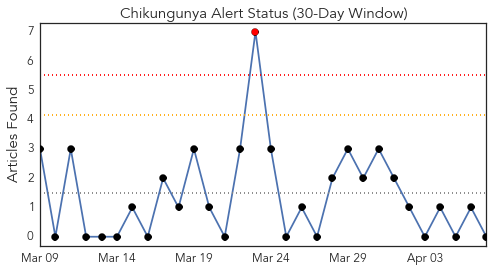 Chikungunya Alert Status (30-Day Window)
Articles Found
7
6
5
4
3
2
1
0
Mar 09 Mar 14 Mar 19 Mar 24 Mar 29 Apr 03